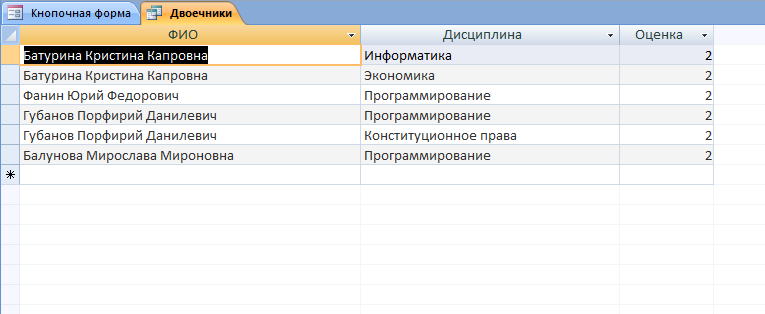 Кнопочная форма Двоечники
ФИО Дисциплина Оценка
Батурина Кристина Капровна Информатика 2
Батурина Кристина Капровна Экономика 2
Фанин Юрий Федорович Программирование 2
Губанов Порфирий Данилевич Программирование 2
Губанов Порфирий Данилевич Конституционное права 2
Балунова Мирослава Мироновна Программирование 2